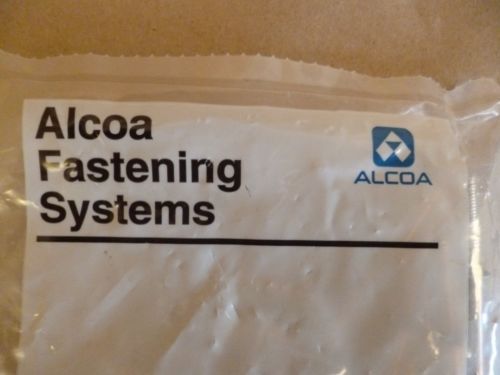 Alcoa
Fastening
Systems
ALCOA